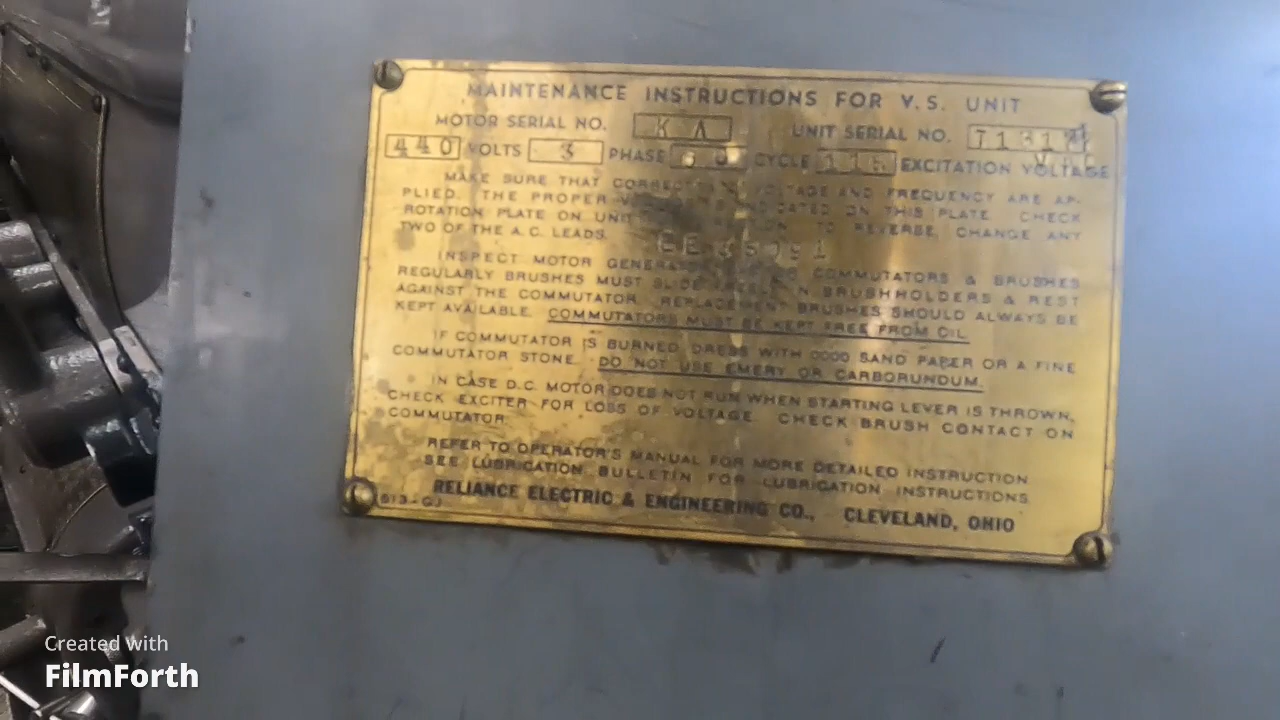 MAINTENANCE INSTRUCTIONS FOR V.S. UNIT
MOTOR SERIAL NO. UNIT SERIAL NO.
440 VOLTS 3 PHASE CYCLE EXCITATION VOLTAGE
MAKE SURE THAT VOLTAGE AND FREQUENCY ARE AP-
PLIED. THE PROPER ON THIS PLATE. CHECK
ROTATION PLATE ON UNIT TO REVERSE, CHANGE ANY
TWO OF THE A.C. LEADS.
INSPECT MOTOR COMMUTATORS & BRUSHES
REGULARLY BRUSHES MUST SLIDE IN BRUSHHOLDERS & REST
AGAINST THE COMMUTATOR. REPLACEMENT BRUSHES SHOULD ALWAYS BE
KEPT AVAILABLE. COMMUTATORS MUST BE KEPT FREE FROM OIL.
IF COMMUTATOR IS BURNED DRESS WITH 0000 SAND PAPER OR A FINE
COMMUTATOR STONE. DO NOT USE EMERY OR CARBORUNDUM.
IN CASE D.C. MOTOR DOES NOT RUN WHEN STARTING LEVER IS THROWN,
CHECK EXCITER FOR LOSS OF VOLTAGE. CHECK BRUSH CONTACT ON
COMMUTATOR
REFER TO OPERATOR'S MANUAL FOR MORE DETAILED INSTRUCTION
SEE LUBRICATION BULLETIN FOR LUBRICATION INSTRUCTIONS
RELIANCE ELECTRIC & ENGINEERING CO., CLEVELAND, OHIO
Created with
FilmForth